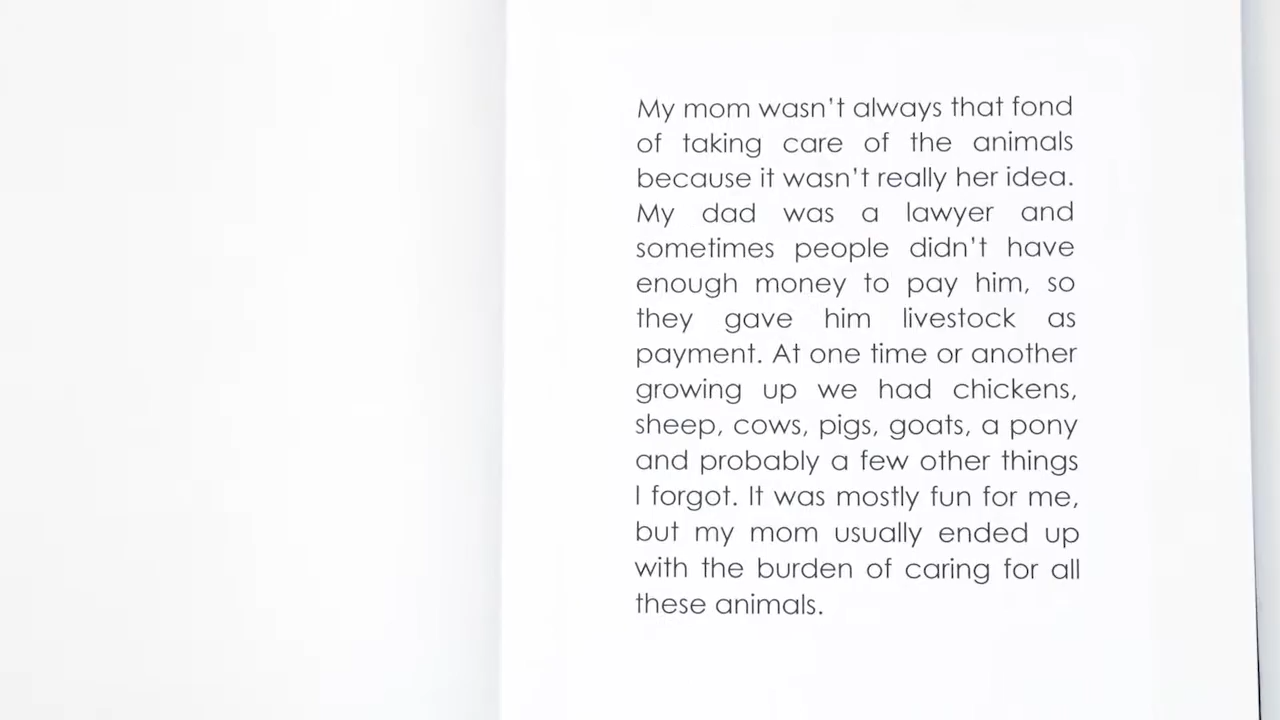 My mom wasn't always that fond
of taking care of the animals
because it wasn't really her idea.
My dad was a lawyer and
sometimes people didn't have
enough money to pay him, so
they gave him livestock as
payment. At one time or another
growing up we had chickens,
sheep, cows, pigs, goats, a pony
and probably a few other things
I forgot. It was mostly fun for me,
but my mom usually ended up
with the burden of caring for all
these animals.